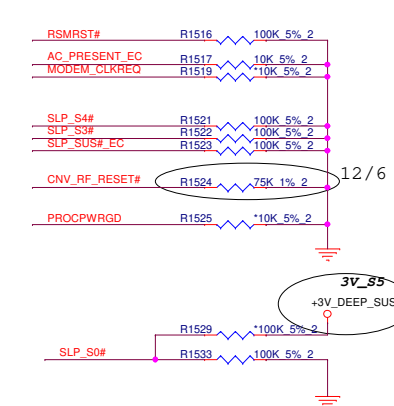 RSMRST# R1516 100K_5%_2
AC_PRESENT_EC R1517 10K_5%_2
MODEM_CLKREQ R1519 *10K_5%_2
SLP_S4# R1521 100K_5%_2
SLP_S3# R1522 100K_5%_2
SLP_SUS#_EC R1523 100K_5%_2
12/6
CNV_RF_RESET# R1524 75K_1%_2
PROCPWRGD R1525 *10K_5%_2
3V_S5
+3V_DEEP_SUS
R1529 *100K_5%_2
SLP_S0# R1533 100K_5%_2